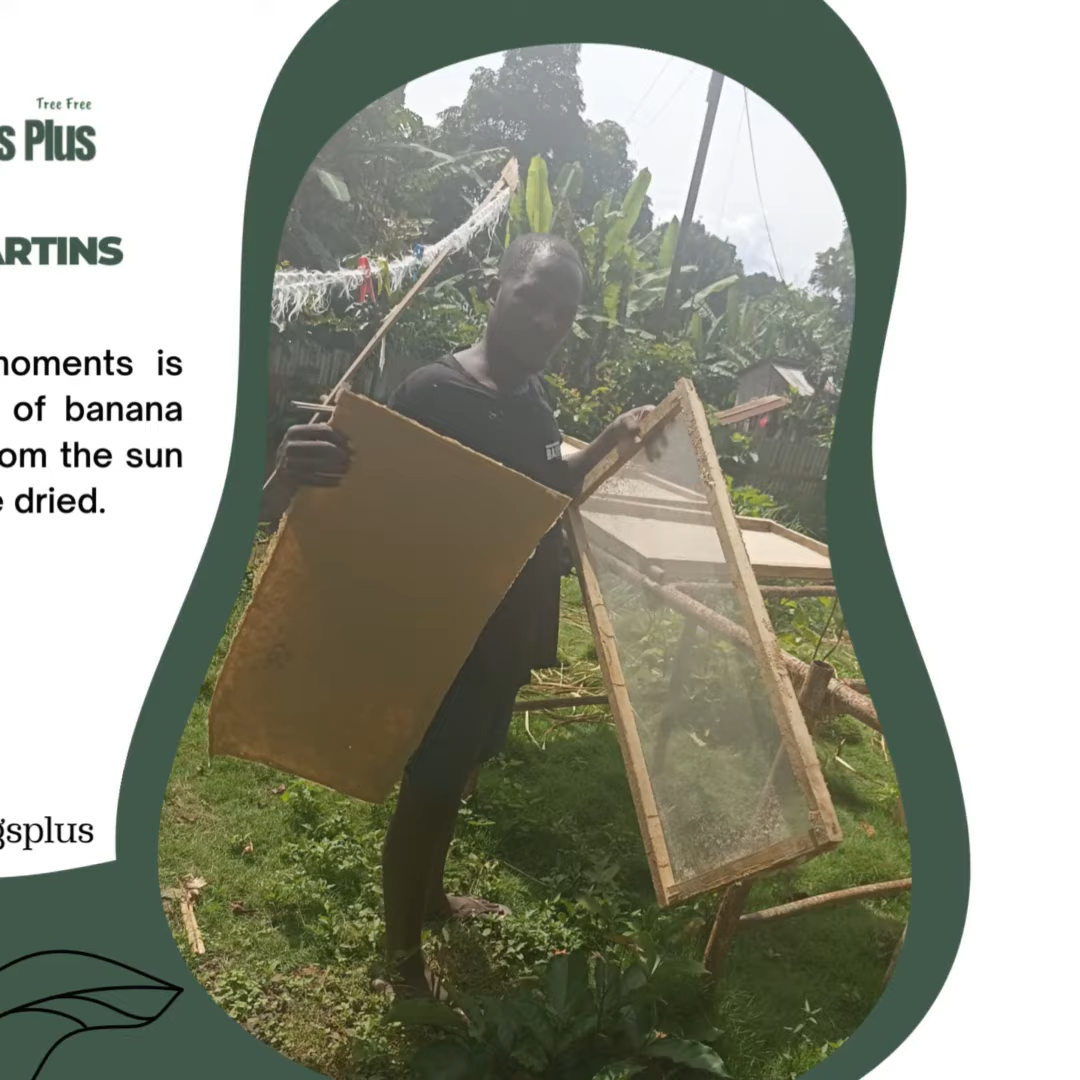 Tree Free
s Plus
ARTINS
moments is
of banana
om the sun
e dried.
gsplus